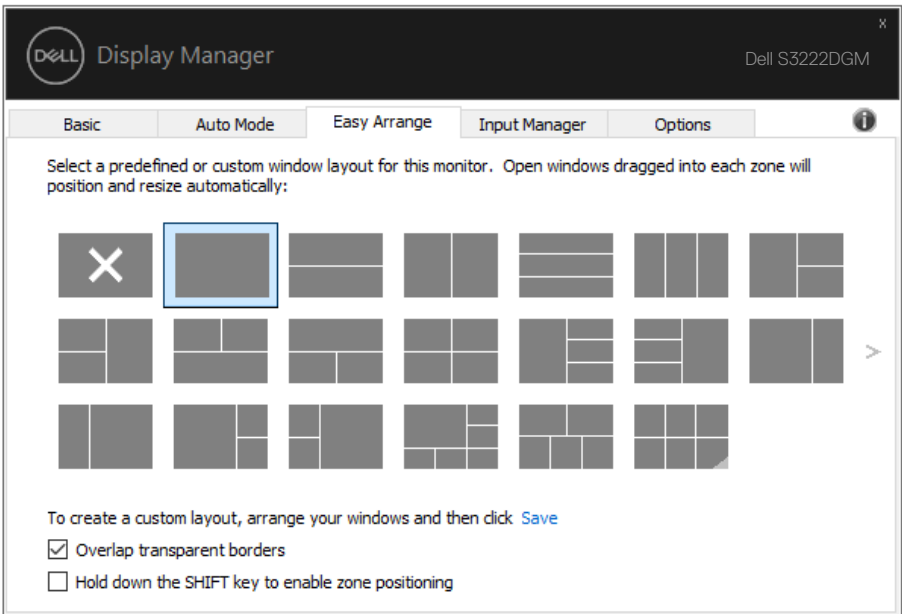 x
DELL Display Manager
Dell S3222DGM
Basic Auto Mode Easy Arrange Input Manager Options
Select a predefined or custom window layout for this monitor. Open windows dragged into each zone will
position and resize automatically:
>
To create a custom layout, arrange your windows and then click Save
Overlap transparent borders
Hold down the SHIFT key to enable zone positioning